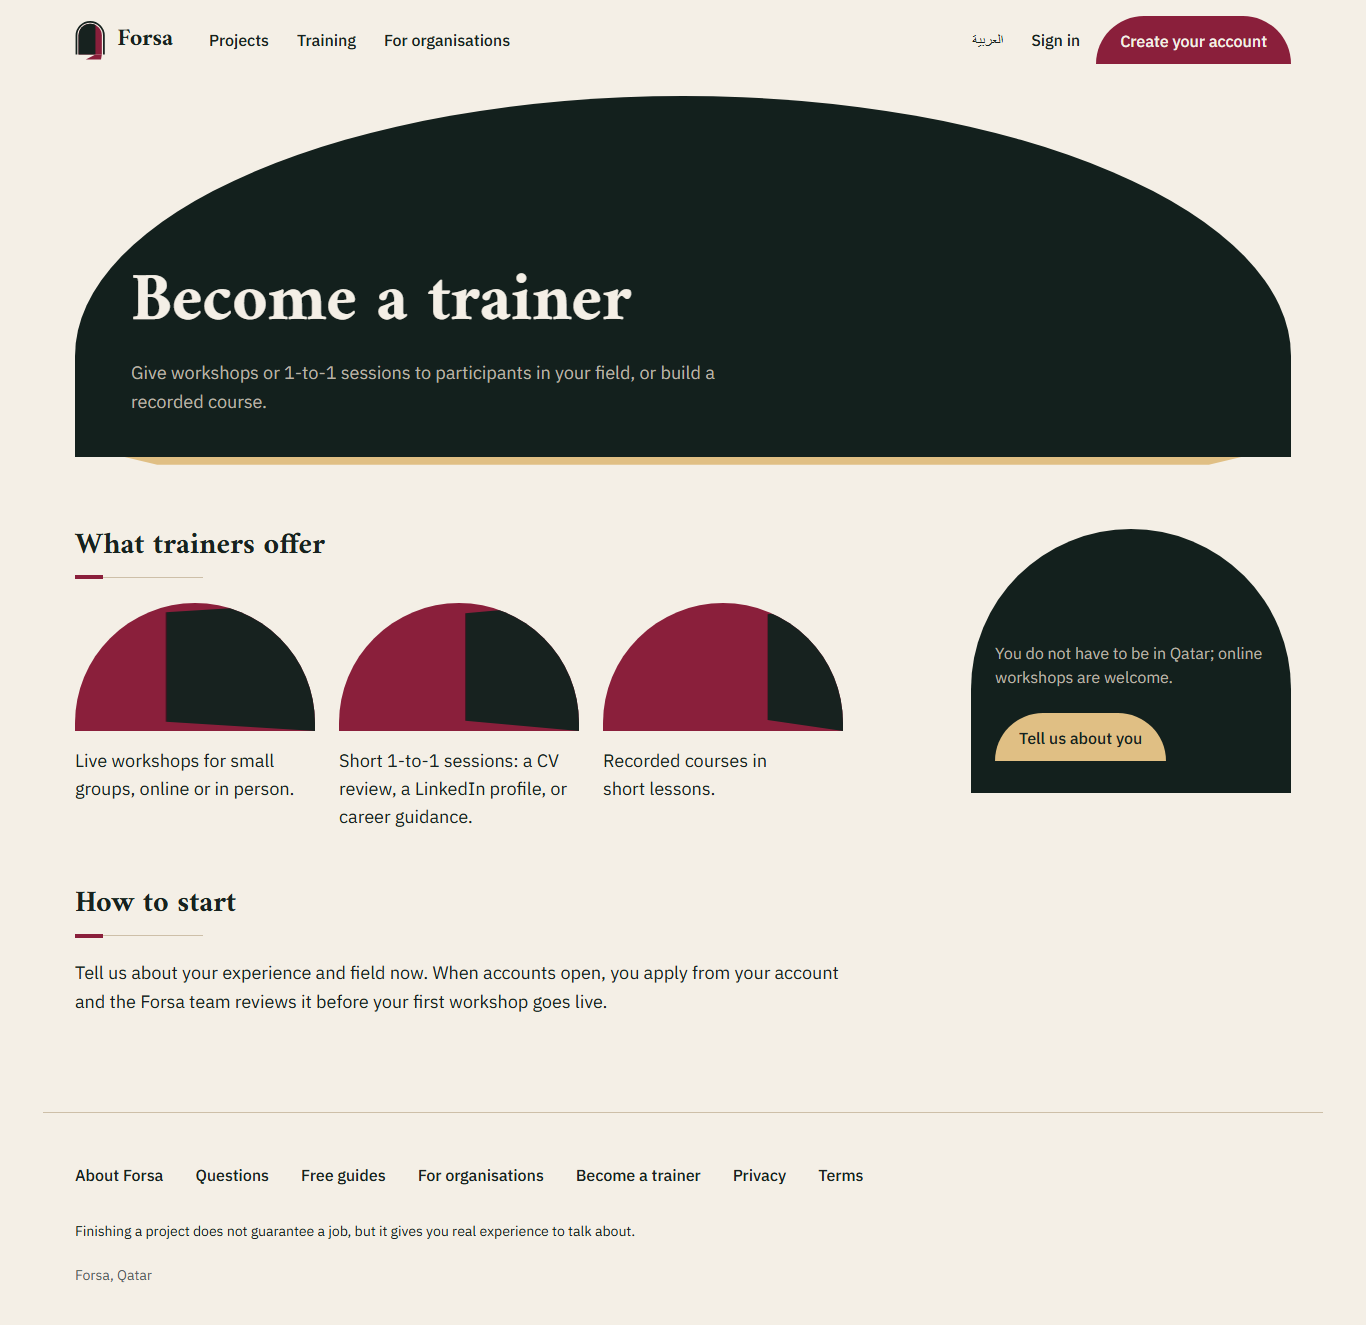 Forsa
Projects
Training
For organisations
العربية
Sign in
Create your account
Become a trainer
Give workshops or 1-to-1 sessions to participants in your field, or build a
recorded course.
What trainers offer
Live workshops for small
groups, online or in person.
Short 1-to-1 sessions: a CV
review, a LinkedIn profile, or
career guidance.
Recorded courses in
short lessons.
You do not have to be in Qatar; online
workshops are welcome.
Tell us about you
How to start
Tell us about your experience and field now. When accounts open, you apply from your account
and the Forsa team reviews it before your first workshop goes live.
About Forsa
Questions
Free guides
For organisations
Become a trainer
Privacy
Terms
Finishing a project does not guarantee a job, but it gives you real experience to talk about.
Forsa, Qatar